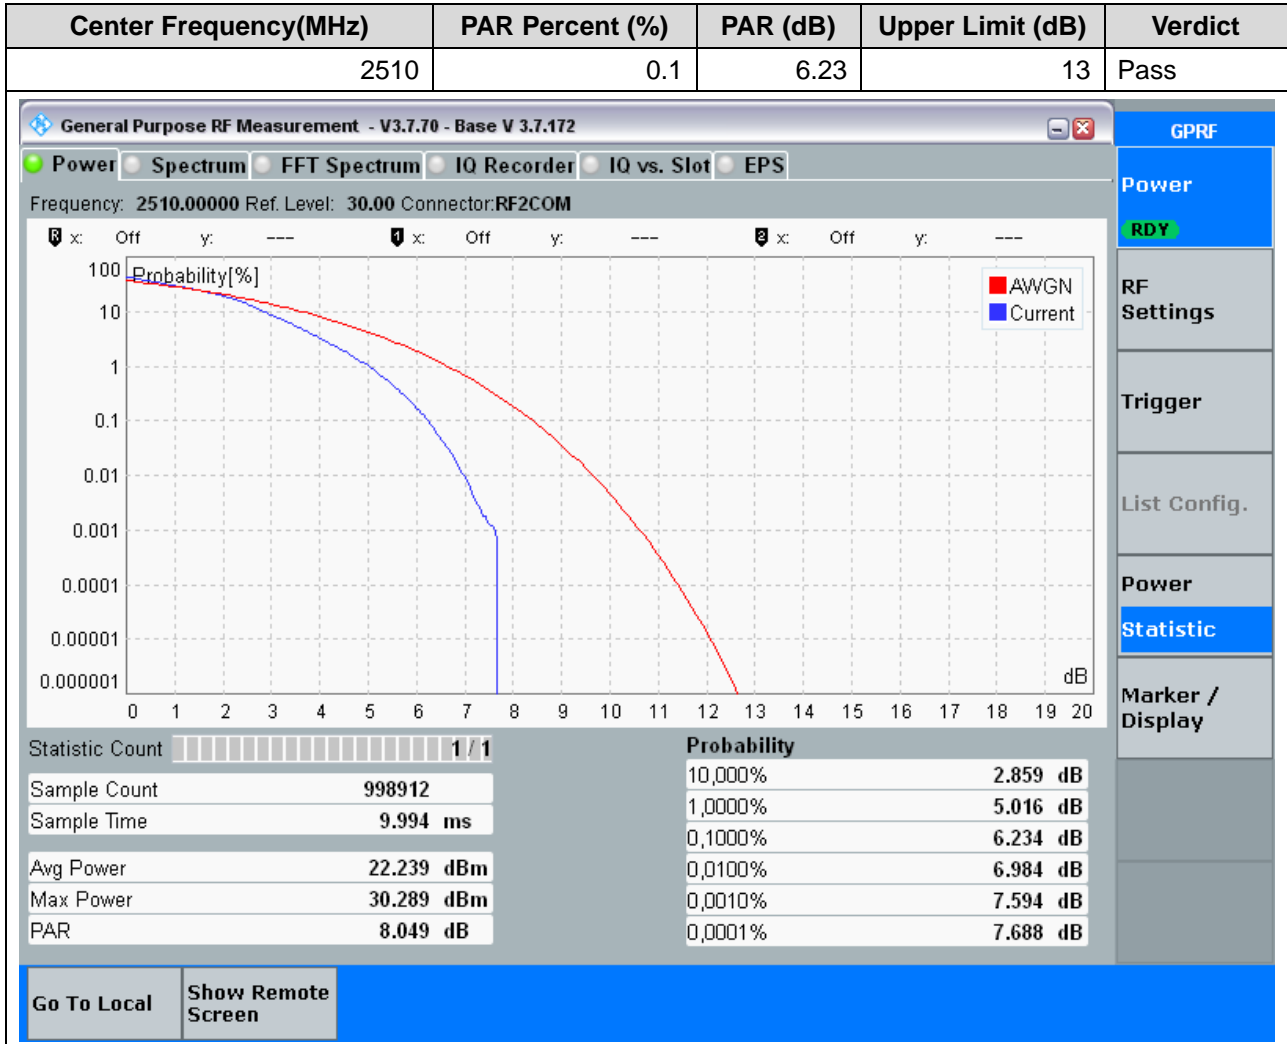 Center Frequency(MHz) PAR Percent (%) PAR (dB) Upper Limit (dB) Verdict
2510 0.1 6.23 13 Pass
General Purpose RF Measurement - V3.7.70 - Base V 3.7.172
GPRF
Power Spectrum FFT Spectrum IQ Recorder IQ vs. Slot EPS
Frequency: 2510.00000 Ref. Level: 30.00 Connector:RF2COM
R x: Off y: --- 1 x: Off y: --- 2 x: Off y: ---
Probability[%]
AWGN
Current
100
10
1
0.1
0.01
0.001
0.0001
0.00001
0.000001
dB
0 1 2 3 4 5 6 7 8 9 10 11 12 13 14 15 16 17 18 19 20
Statistic Count 1 / 1
Sample Count 998912
Sample Time 9.994 ms
Avg Power 22.239 dBm
Max Power 30.289 dBm
PAR 8.049 dB
Probability
10,000% 2.859 dB
1,0000% 5.016 dB
0,1000% 6.234 dB
0,0100% 6.984 dB
0,0010% 7.594 dB
0,0001% 7.688 dB
Power
RDY
RF
Settings
Trigger
List Config.
Power
Statistic
Marker /
Display
Go To Local
Show Remote
Screen